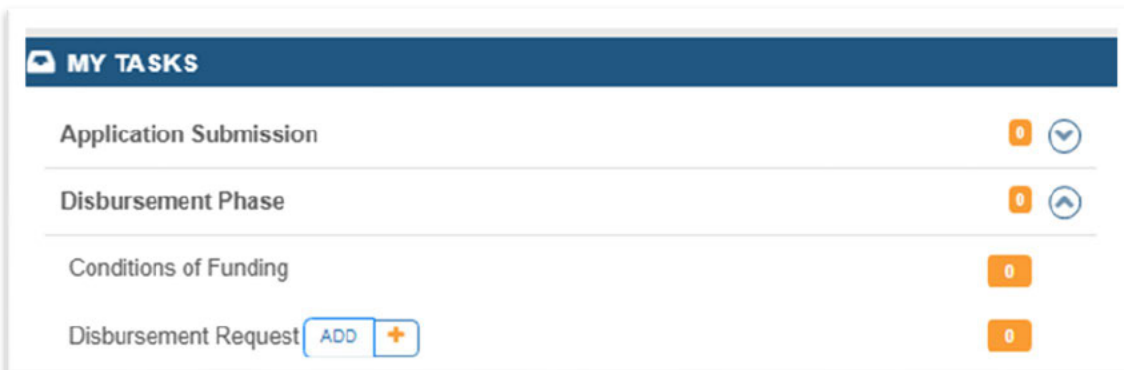 MY TASKS
Application Submission 0
Disbursement Phase 0
Conditions of Funding 0
Disbursement Request ADD + 0